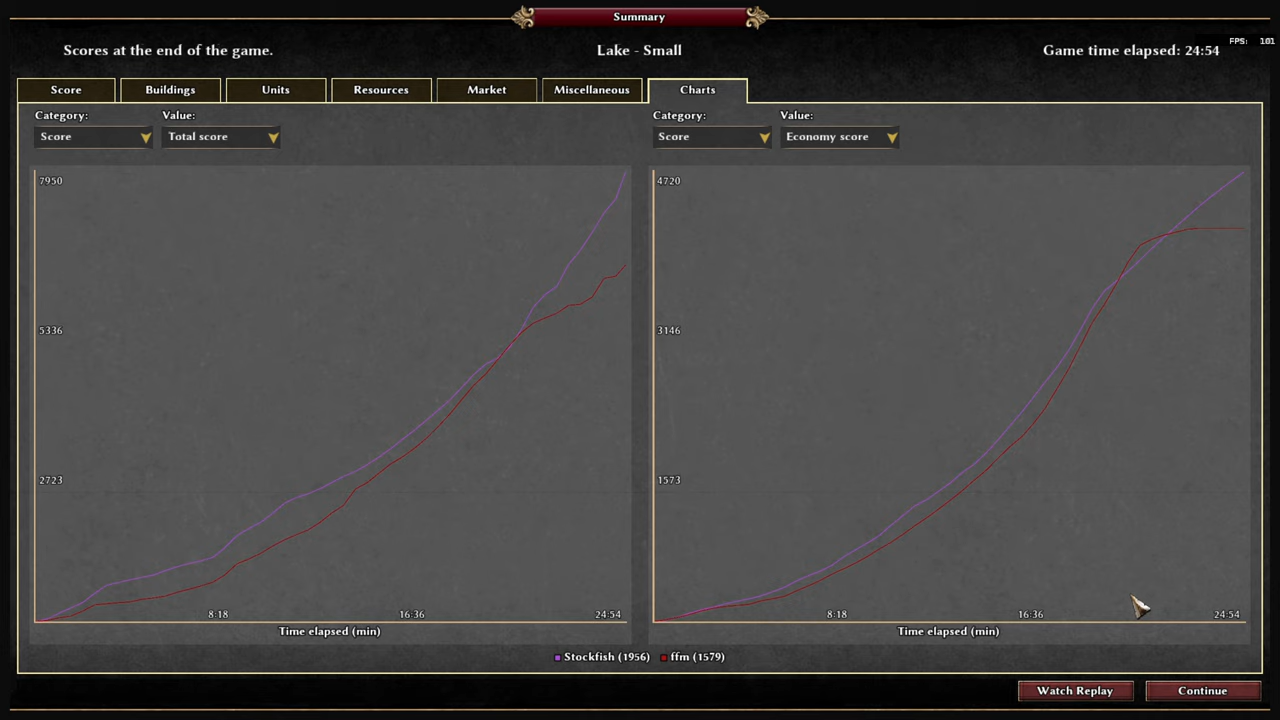 Summary
Scores at the end of the game.
Lake - Small
Game time elapsed: 24:54
FPS: 101
Score
Buildings
Units
Resources
Market
Miscellaneous
Charts
Category:
Value:
Score
Total score
Category:
Value:
Score
Economy score
7950
5336
2723
8:18
16:36
24:54
Time elapsed (min)
4720
3146
1573
8:18
16:36
24:54
Time elapsed (min)
Stockfish (1956)
ffm (1579)
Watch Replay
Continue